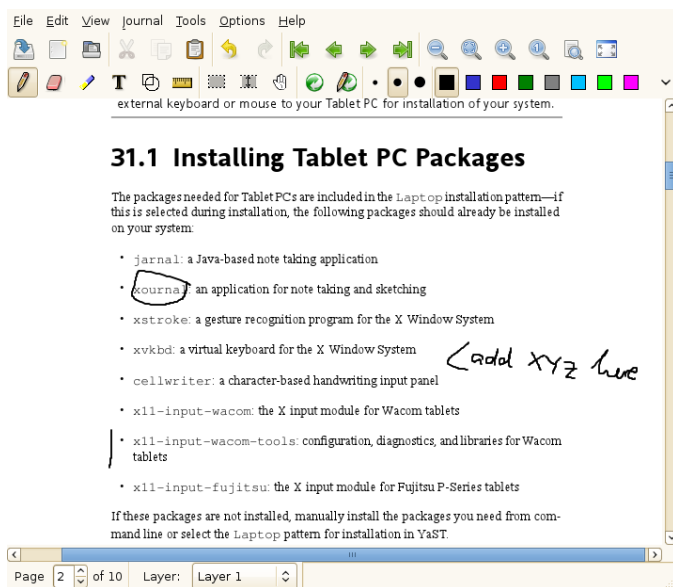 File Edit View Journal Tools Options Help
T
external keyboard or mouse to your Tablet PC for installation of your system.
31.1 Installing Tablet PC Packages
The packages needed for Tablet PCs are included in the Laptop installation pattern—if
this is selected during installation, the following packages should already be installed
on your system:
• jarnal: a Java-based note taking application
• xournal: an application for note taking and sketching
• xstroke: a gesture recognition program for the X Window System
• xvkbd: a virtual keyboard for the X Window System
<add XYZ here
• cellwriter: a character-based handwriting input panel
• x11-input-wacom: the X input module for Wacom tablets
• x11-input-wacom-tools: configuration, diagnostics, and libraries for Wacom
tablets
• x11-input-fujitsu: the X input module for Fujitsu P-Series tablets
If these packages are not installed, manually install the packages you need from com-
mand line or select the Laptop pattern for installation in YaST.
Page 2 of 10 Layer: Layer 1